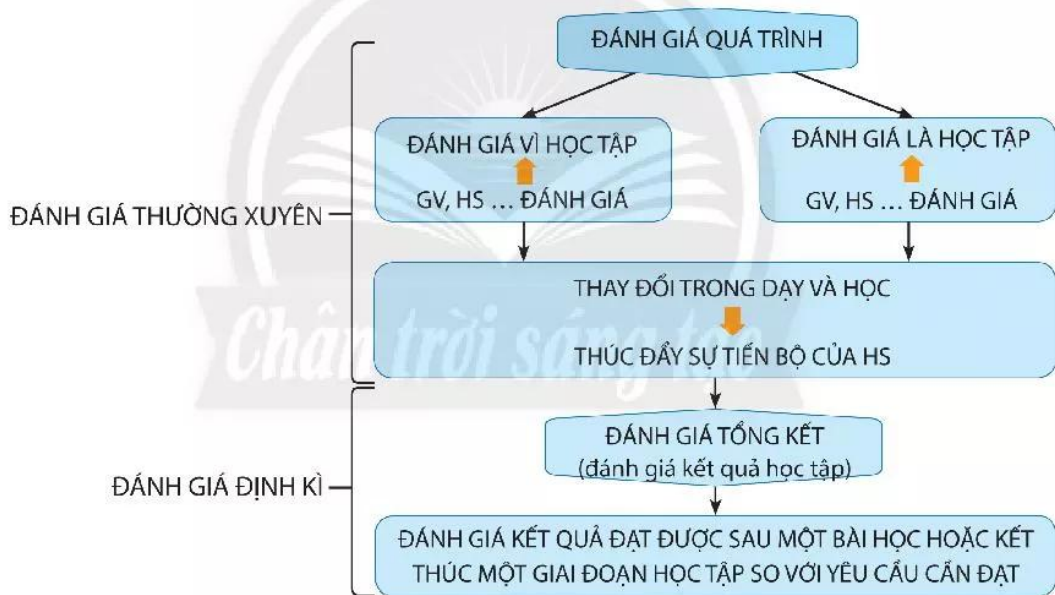 ĐÁNH GIÁ QUÁ TRÌNH
ĐÁNH GIÁ VÌ HỌC TẬP
GV, HS ... ĐÁNH GIÁ
ĐÁNH GIÁ LÀ HỌC TẬP
GV, HS ... ĐÁNH GIÁ
ĐÁNH GIÁ THƯỜNG XUYÊN
THAY ĐỔI TRONG DẠY VÀ HỌC
THÚC ĐẨY SỰ TIẾN BỘ CỦA HS
Chân trời sáng tạo
ĐÁNH GIÁ TỔNG KẾT
(đánh giá kết quả học tập)
ĐÁNH GIÁ ĐỊNH KÌ
ĐÁNH GIÁ KẾT QUẢ ĐẠT ĐƯỢC SAU MỘT BÀI HỌC HOẶC KẾT
THÚC MỘT GIAI ĐOẠN HỌC TẬP SO VỚI YÊU CẦU CẦN ĐẠT